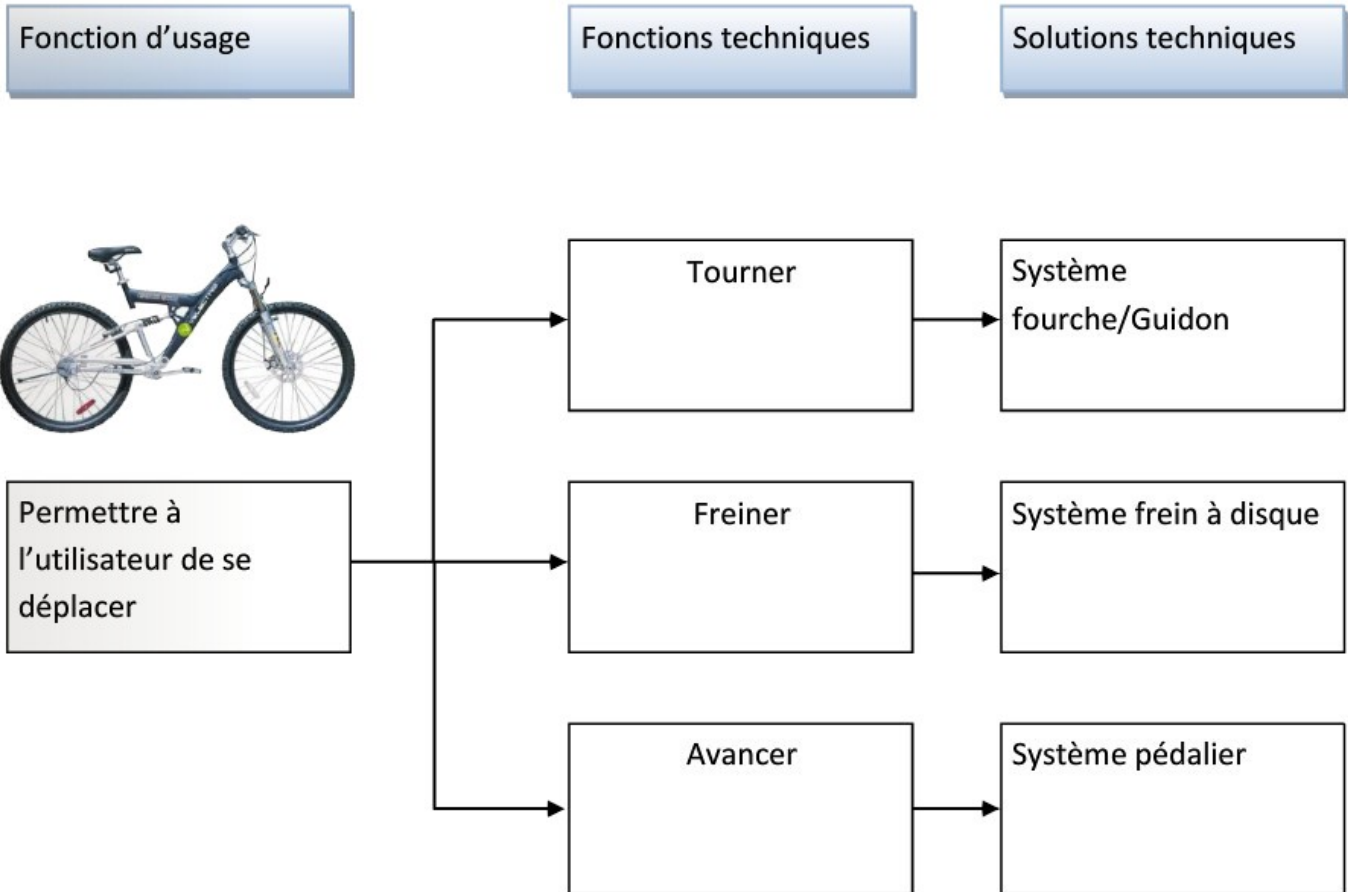 Fonction d’usage
Fonctions techniques
Solutions techniques
Tourner
Système
fourche/Guidon
Permettre à
l’utilisateur de se
déplacer
Freiner
Système frein à disque
Avancer
Système pédalier